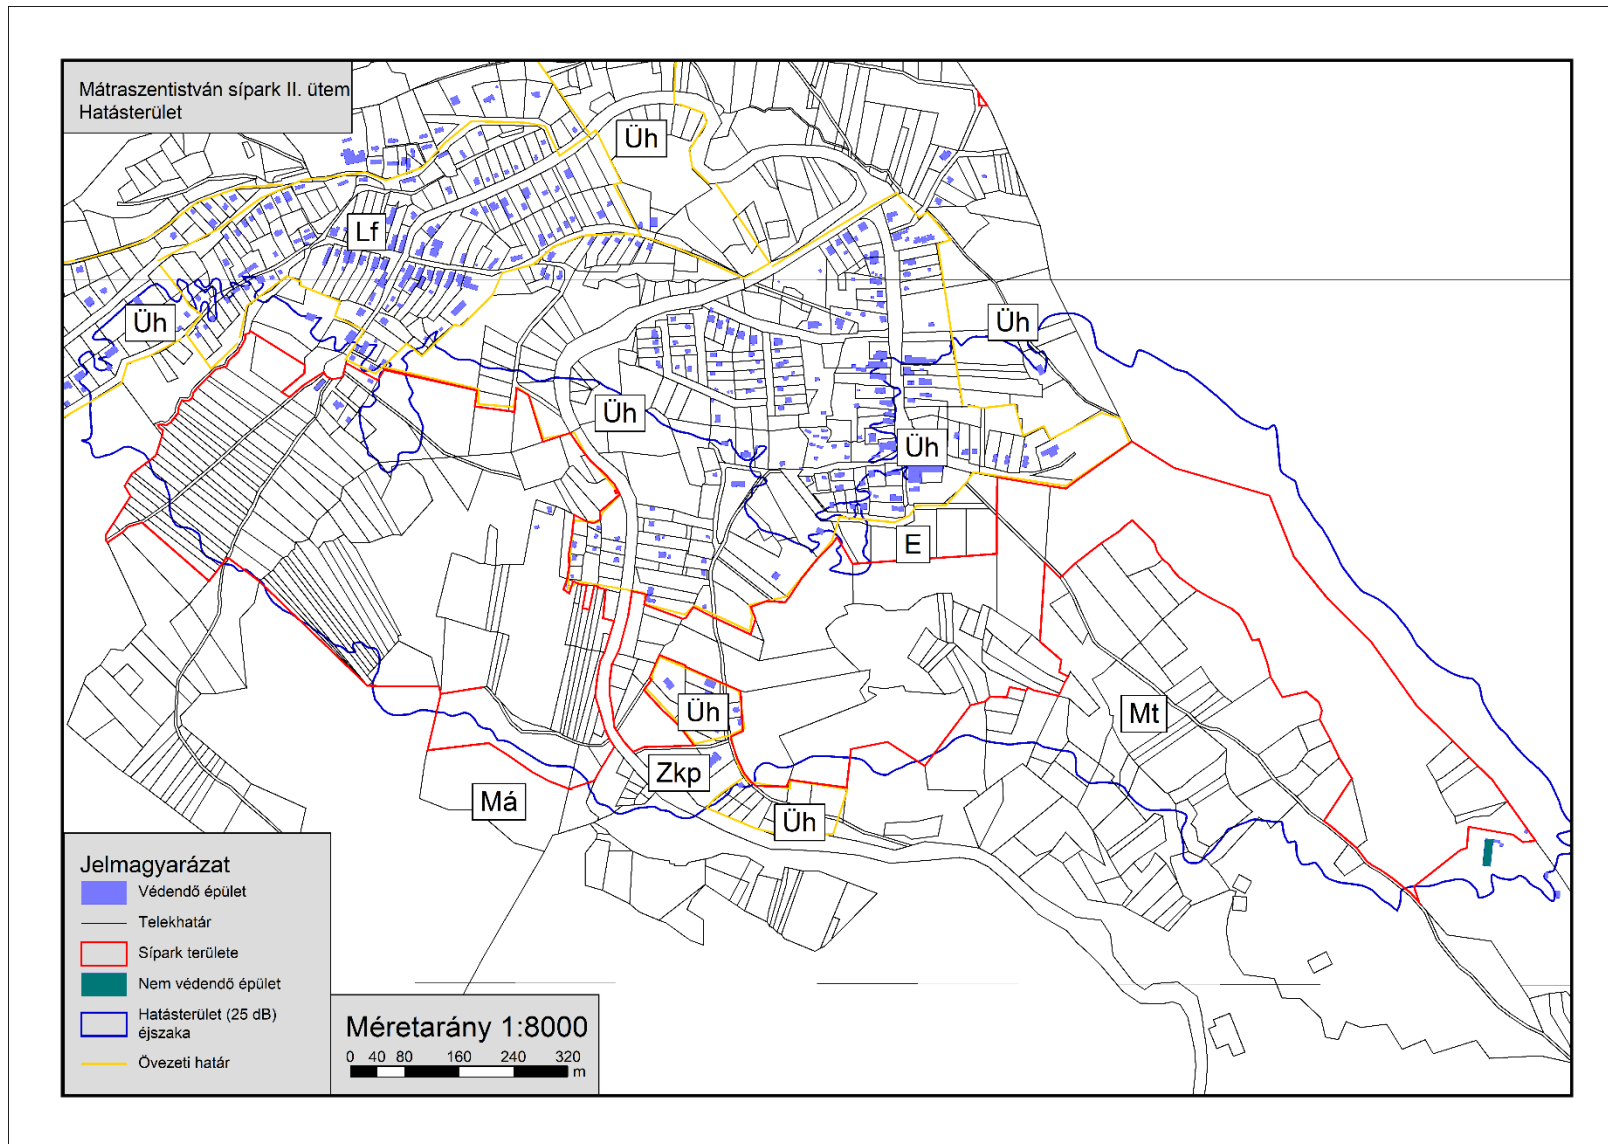 Mátraszentistván sípark II. ütem
Hatásterület
Üh
Lf
Üh
Üh
Üh
Üh
E
Üh
Mt
Zkp
Má
Üh
Jelmagyarázat
Védendő épület
Telekhatár
Sípark területe
Nem védendő épület
Hatásterület (25 dB)
éjszaka
Övezeti határ
Méretarány 1:8000
0 40 80 160 240 320
m